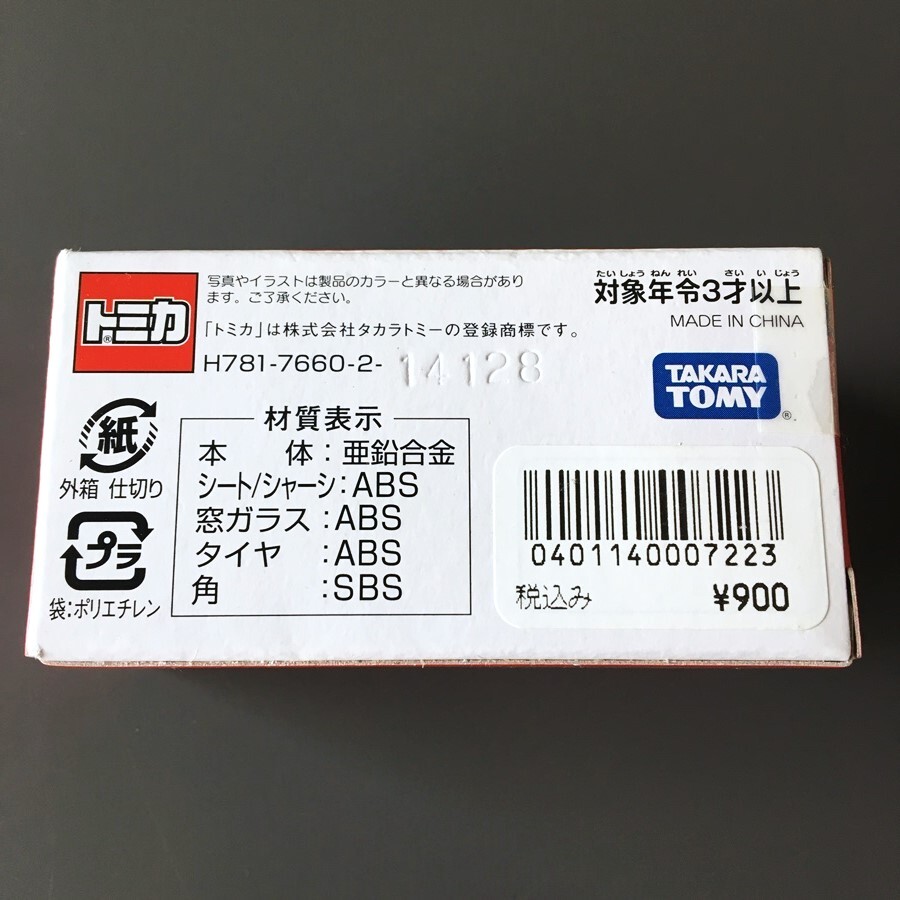 トミカ®
写真やイラストは製品のカラーと異なる場合があり
ます。ご了承ください。
「トミカ」は株式会社タカラトミーの登録商標です。
H781-7660-2- 14128
たいしょうねんれい さい いじょう
対象年令3才以上
MADE IN CHINA
TAKARA
TOMY®
紙
外箱 仕切り
プラ
袋:ポリエチレン
材質表示
本 体:亜鉛合金
シート/シャーシ:ABS
窓ガラス:ABS
タイヤ:ABS
角:SBS
0401140007223
税込み ¥900